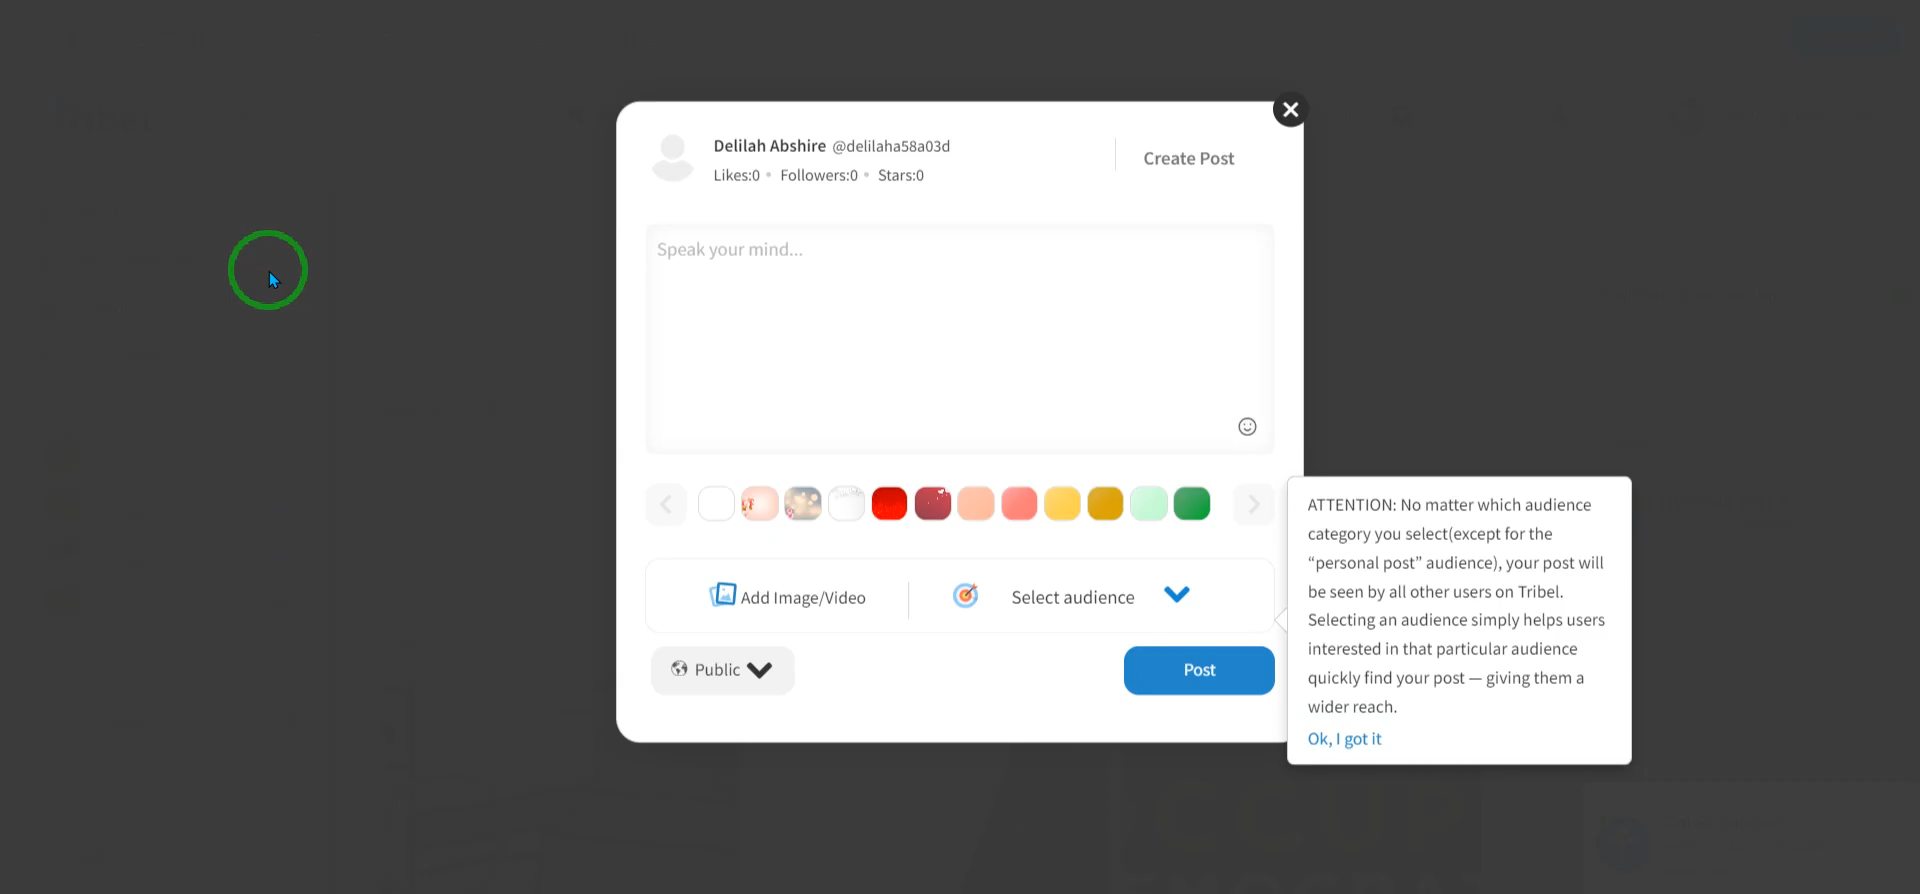 Delilah Abshire @delilaha58a03d
Likes:0 • Followers:0 • Stars:0
Create Post
Speak your mind...
Add Image/Video
Select audience
Public
Post
ATTENTION: No matter which audience
category you select(except for the
“personal post” audience), your post will
be seen by all other users on Tribel.
Selecting an audience simply helps users
interested in that particular audience
quickly find your post — giving them a
wider reach.
Ok, I got it